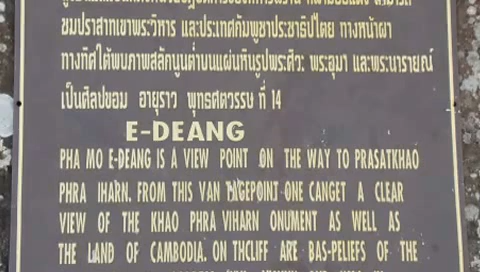 ชมปราสาทเขาพระวิหาร และประเทศกัมพูชาประชาธิปไตย ทางหน้าผา
ทางทิศใต้พบภาพสลักนูนต่ำบนแผ่นหินรูปพระศิวะ พระอุมา และพระนารายณ์
เป็นศิลปขอม อายุราว พุทธศตวรรษ ที่ 14
E-DEANG
PHA MO E-DEANG IS A VIEW POINT ON THE WAY TO PRASATKHAO
PHRA IHARN. FROM THIS VAN TAGEPOINT ONE CANGET A CLEAR
VIEW OF THE KHAO PHRA VIHARN ONUMENT AS WELL AS
THE LAND OF CAMBODIA. ON THCLIFF ARE BAS-PELIEFS OF THE